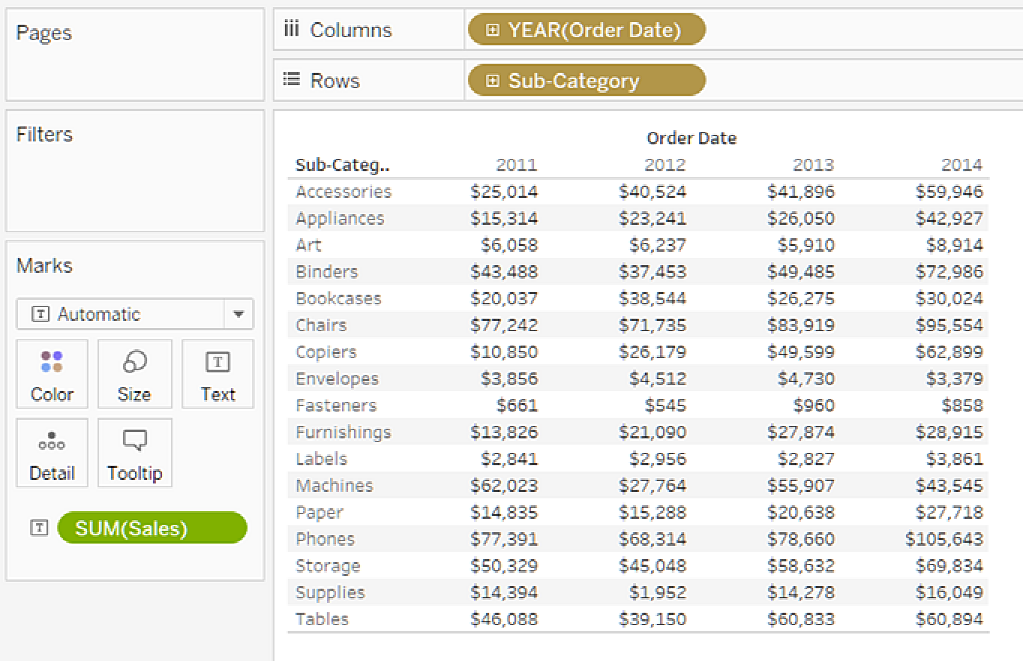 Pages
Filters
Marks
Automatic
Color Size Text
Detail Tooltip
SUM(Sales)
Columns YEAR(Order Date)
Rows Sub-Category
Order Date
Sub-Categ.. 2011 2012 2013 2014
Accessories $25,014 $40,524 $41,896 $59,946
Appliances $15,314 $23,241 $26,050 $42,927
Art $6,058 $6,237 $5,910 $8,914
Binders $43,488 $37,453 $49,485 $72,986
Bookcases $20,037 $38,544 $26,275 $30,024
Chairs $77,242 $71,735 $83,919 $95,554
Copiers $10,850 $26,179 $49,599 $62,899
Envelopes $3,856 $4,512 $4,730 $3,379
Fasteners $661 $545 $960 $858
Furnishings $13,826 $21,090 $27,874 $28,915
Labels $2,841 $2,956 $2,827 $3,861
Machines $62,023 $27,764 $55,907 $43,545
Paper $14,835 $15,288 $20,638 $27,718
Phones $77,391 $68,314 $78,660 $105,643
Storage $50,329 $45,048 $58,632 $69,834
Supplies $14,394 $1,952 $14,278 $16,049
Tables $46,088 $39,150 $60,833 $60,894